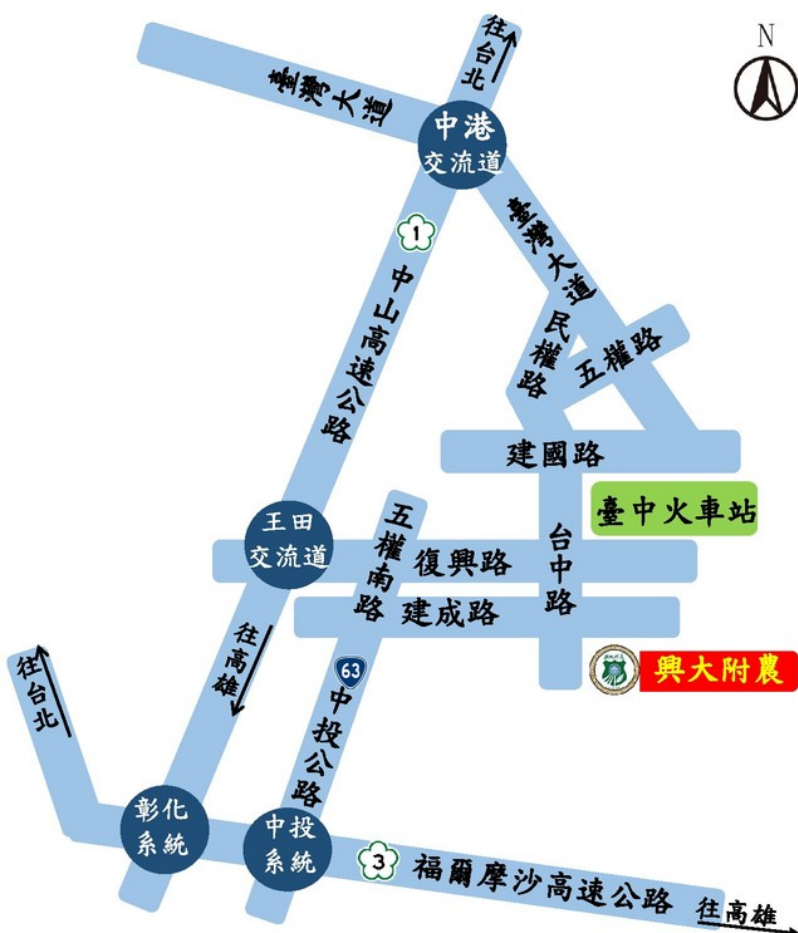 往台北
N
臺灣大道
中港
交流道
1
臺灣大道
中山高速公路
民權路
五權路
建國路
臺中火車站
五權南路
王田
交流道
復興路
台中路
建成路
往高雄
63
興大附農
往台北
中投公路
彰化
系統
中投
系統
3
福爾摩沙高速公路
往高雄